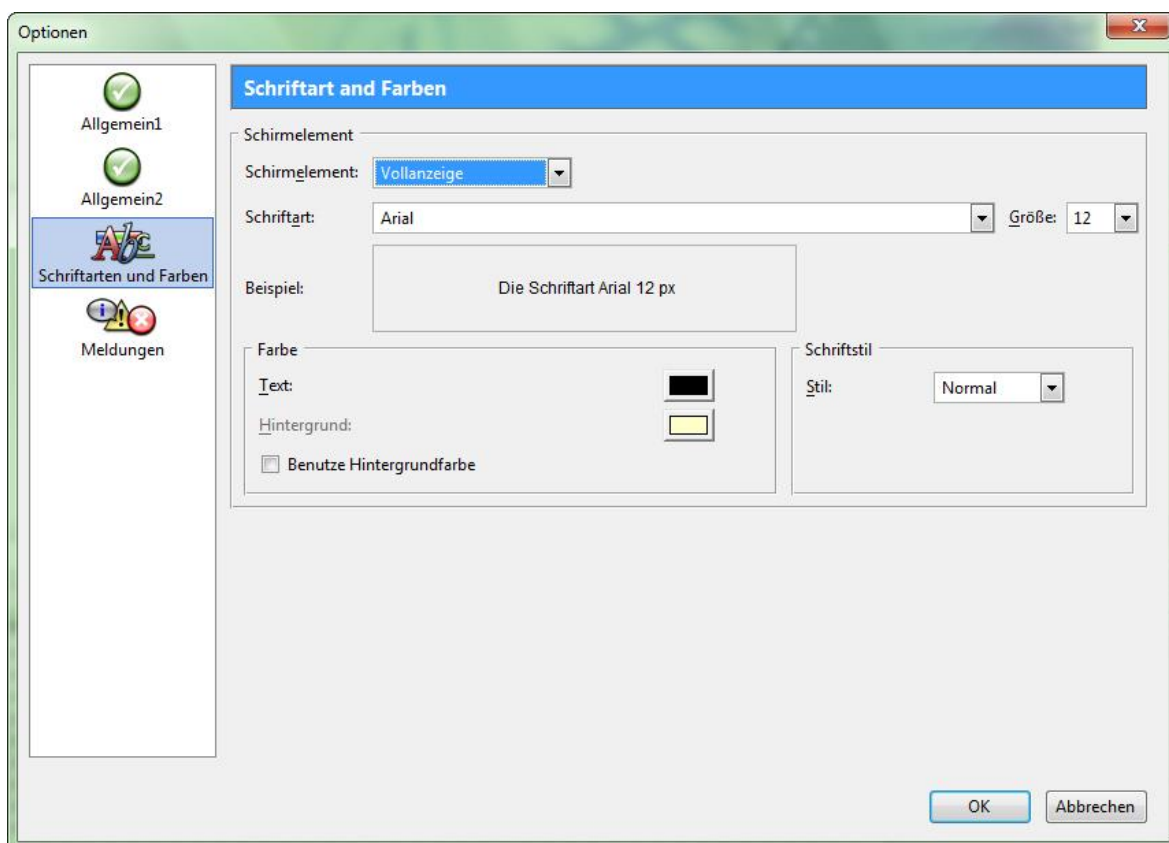 Optionen
Allgemein1
Allgemein2
Schriftarten und Farben
Meldungen
Schriftart and Farben
Schirmelement
Schirmelement: Vollanzeige
Schriftart: Arial Größe: 12
Beispiel: Die Schriftart Arial 12 px
Farbe
Text:
Hintergrund:
Benutze Hintergrundfarbe
Schriftstil
Stil: Normal
OK Abbrechen